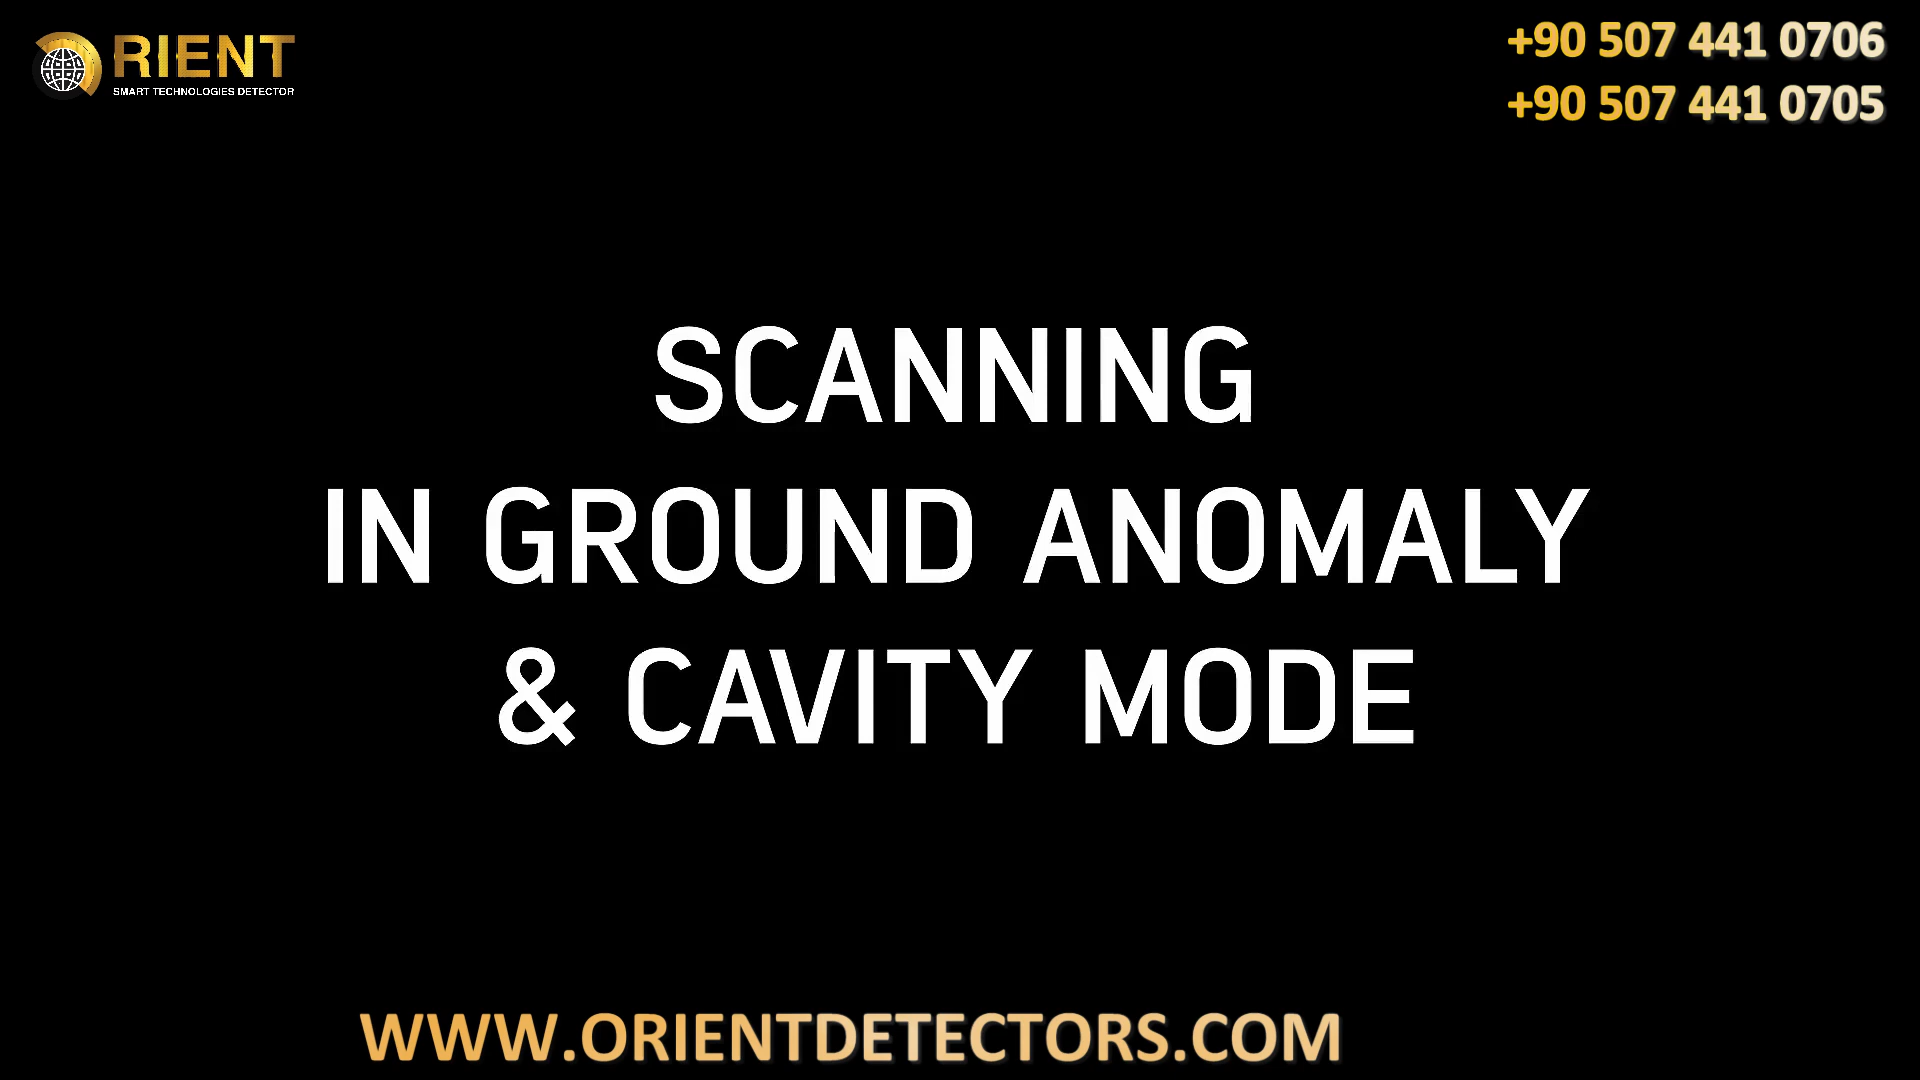 ORIENT
SMART TECHNOLOGIES DETECTOR
+90 507 441 0706
+90 507 441 0705
SCANNING
IN GROUND ANOMALY
& CAVITY MODE
WWW.ORIENTDETECTORS.COM